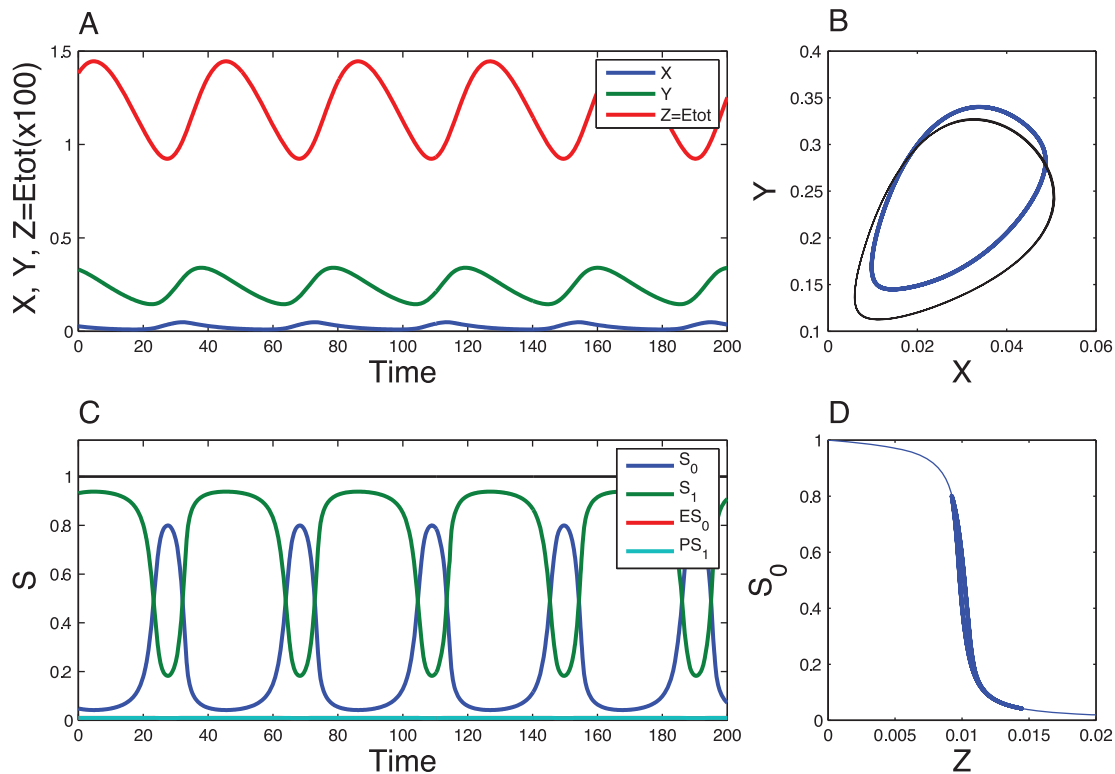 A
X, Y, Z=Etot(x100)
1.5
1
0.5
0
0 20 40 60 80 100 120 140 160 180 200
Time
X
Y
Z=Etot
B
Y
0.4
0.35
0.3
0.25
0.2
0.15
0.1
0 0.02 0.04 0.06
X
C
S
1
0.8
0.6
0.4
0.2
0
0 20 40 60 80 100 120 140 160 180 200
Time
S₀
S₁
ES₀
PS₁
D
S₀
1
0.8
0.6
0.4
0.2
0
0 0.005 0.01 0.015 0.02
Z